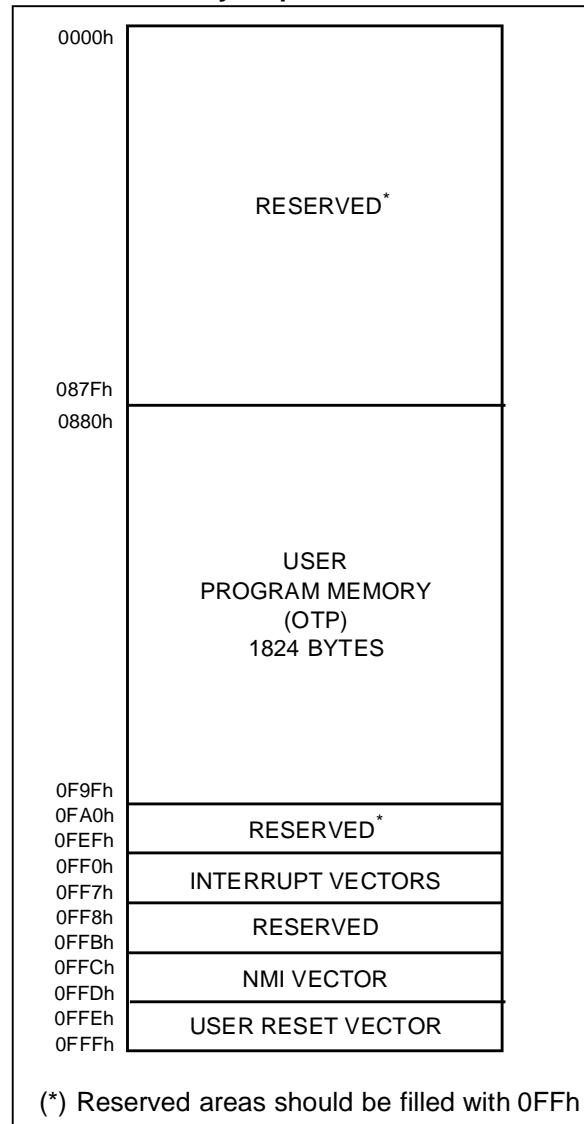 0000h
RESERVED*
087Fh
0880h
USER
PROGRAM MEMORY
(OTP)
1824 BYTES
0F9Fh
0FA0h
RESERVED*
0FEFh
0FF0h
INTERRUPT VECTORS
0FF7h
0FF8h
RESERVED
0FFBh
0FFCh
NMI VECTOR
0FFDh
0FFEh
USER RESET VECTOR
0FFFh
(*) Reserved areas should be filled with 0FFh